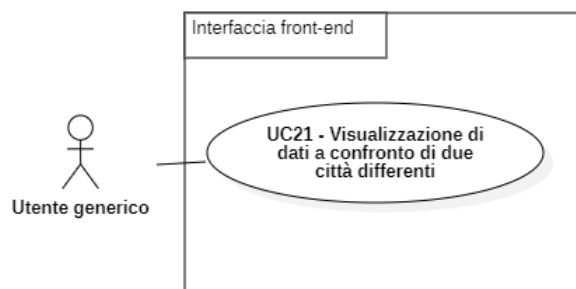 Interfaccia front-end
UC21 - Visualizzazione di
dati a confronto di due
città differenti
Utente generico